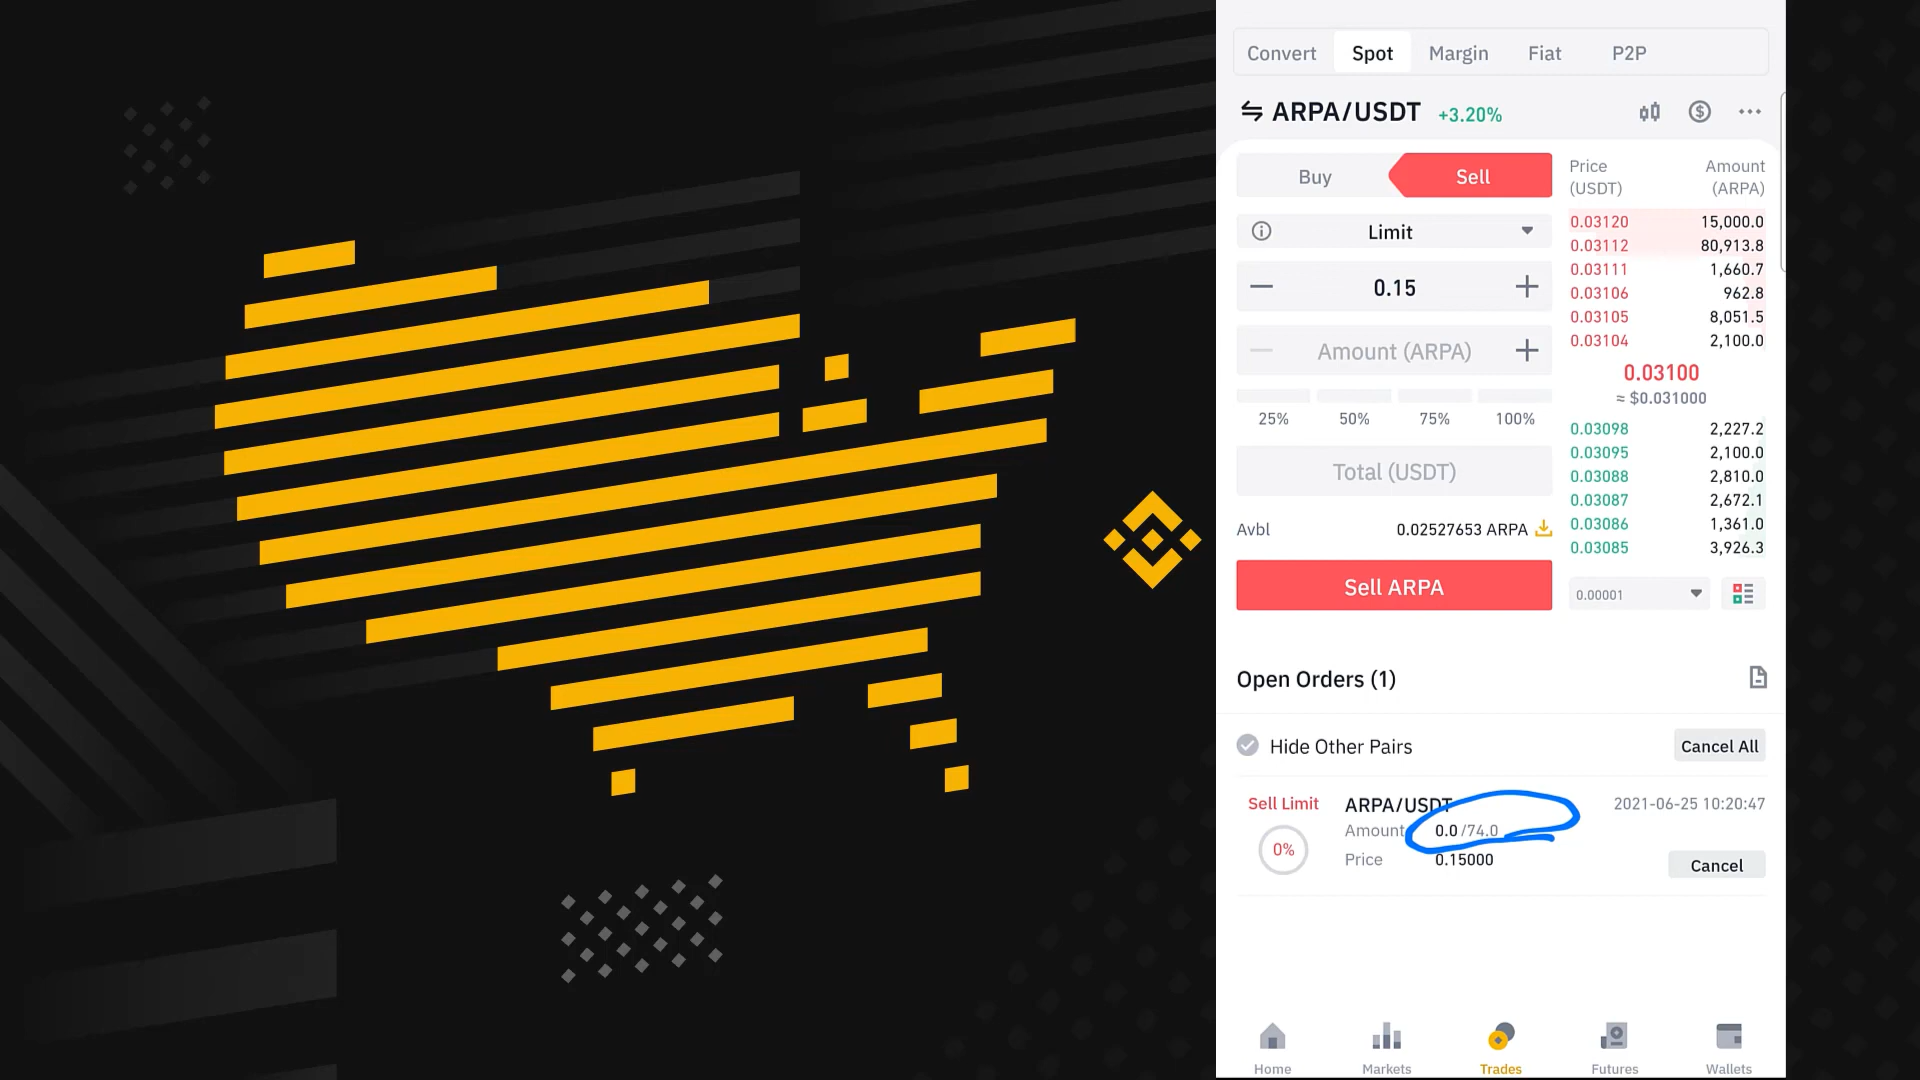 Convert Spot Margin Fiat P2P
ARPA/USDT +3.20%
Buy Sell
Limit
0.15
Amount (ARPA)
25% 50% 75% 100%
Total (USDT)
Avbl 0.02527653 ARPA
Sell ARPA
Price Amount
(USDT) (ARPA)
0.03120 15,000.0
0.03112 80,913.8
0.03111 1,660.7
0.03106 962.8
0.03105 8,051.5
0.03104 2,100.0
0.03100
≈ $0.031000
0.03098 2,227.2
0.03095 2,100.0
0.03088 2,810.0
0.03087 2,672.1
0.03086 1,361.0
0.03085 3,926.3
0.00001
Open Orders (1)
Hide Other Pairs Cancel All
Sell Limit ARPA/USDT 2021-06-25 10:20:47
Amount 0.0 /74.0
0%
Price 0.15000 Cancel
Home Markets Trades Futures Wallets